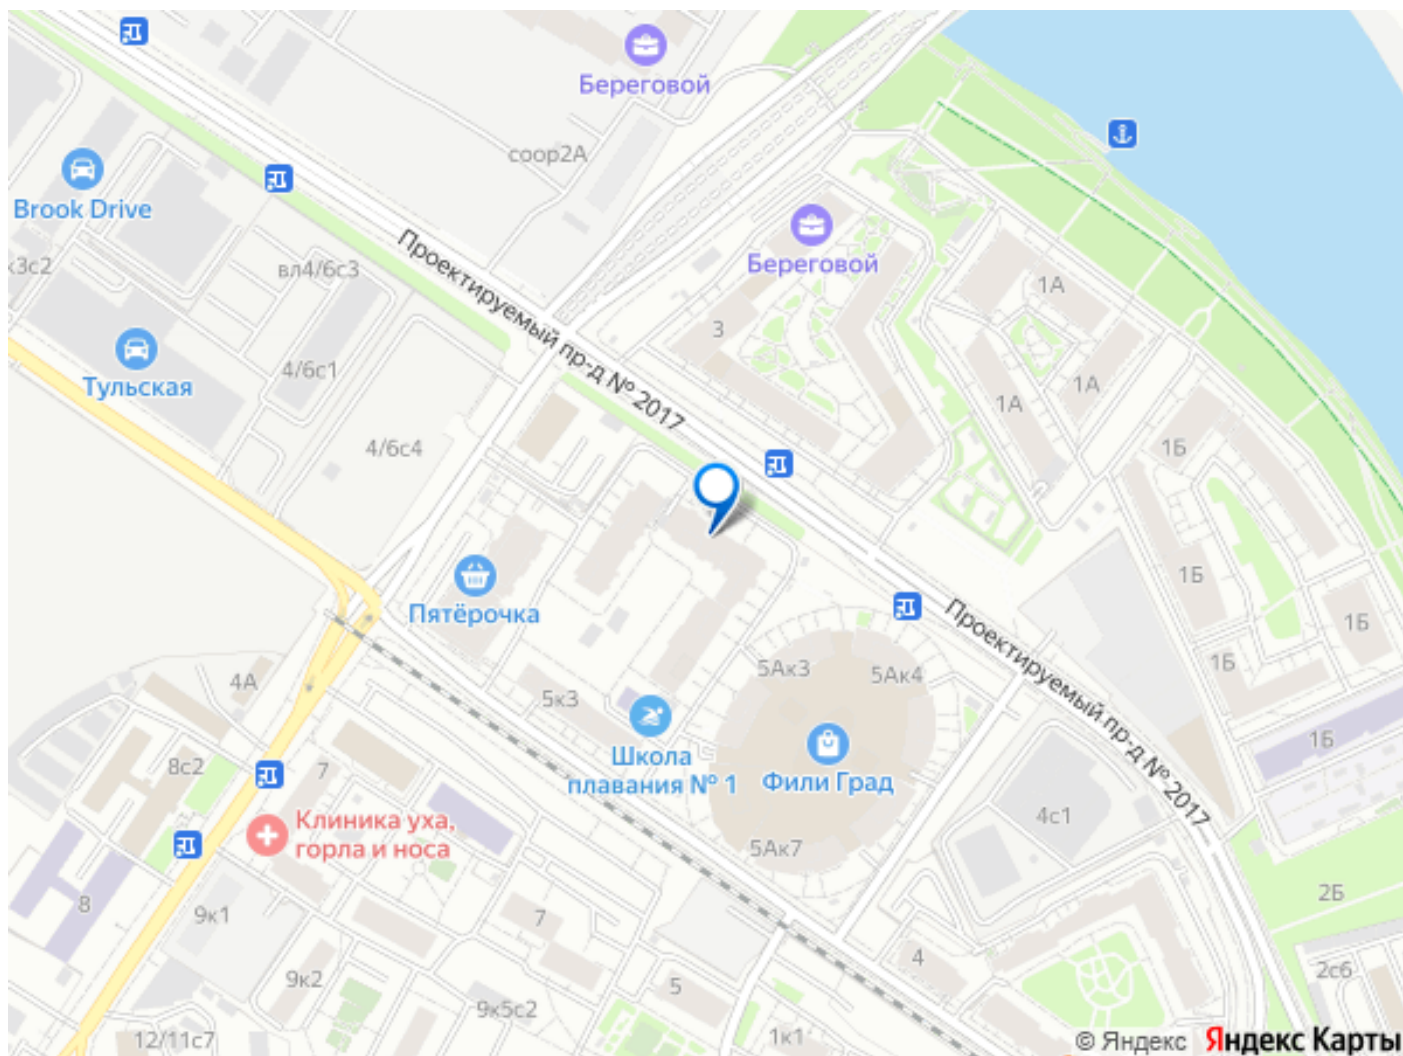 Береговой
соор2А
Brook Drive
к3с2
вл4/6с3
Береговой
Проектируемый пр-д № 2017
1А
3
1А
1А
4/6с1
Тульская
4/6с4
1Б
Пятёрочка
1Б
Проектируемый пр-д № 2017
1Б
1Б
5Ак3
5Ак4
4А
5к3
Школа
плавания № 1
Фили Град
1Б
8с2
7
Клиника уха,
горла и носа
4с1
5Ак7
8
9к1
7
2Б
4
9к2
5
2с6
9к5с2
12/11с7
1к1
© Яндекс Яндекс Карты